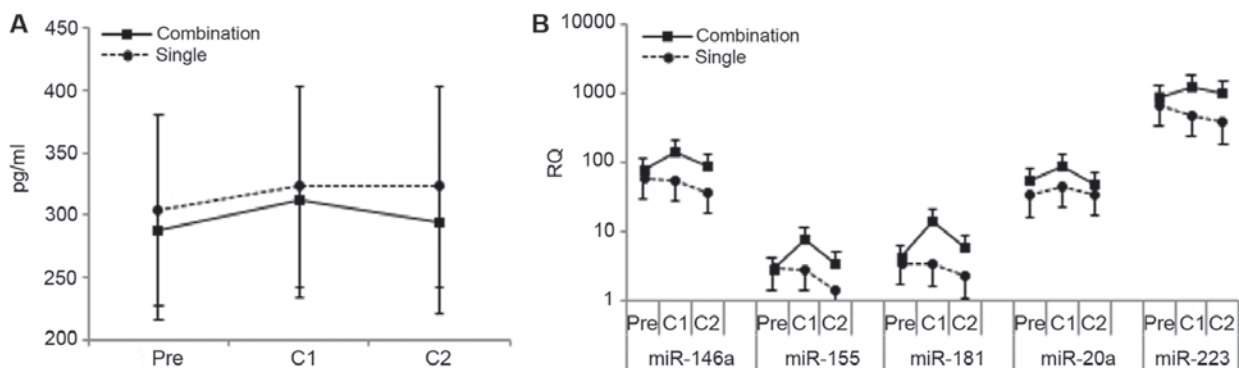 A
Combination
Single
450
400
350
300
250
200
pg/ml
Pre C1 C2
B
Combination
Single
10000
1000
100
10
1
RQ
Pre C1 C2 Pre C1 C2 Pre C1 C2 Pre C1 C2 Pre C1 C2
miR-146a miR-155 miR-181 miR-20a miR-223